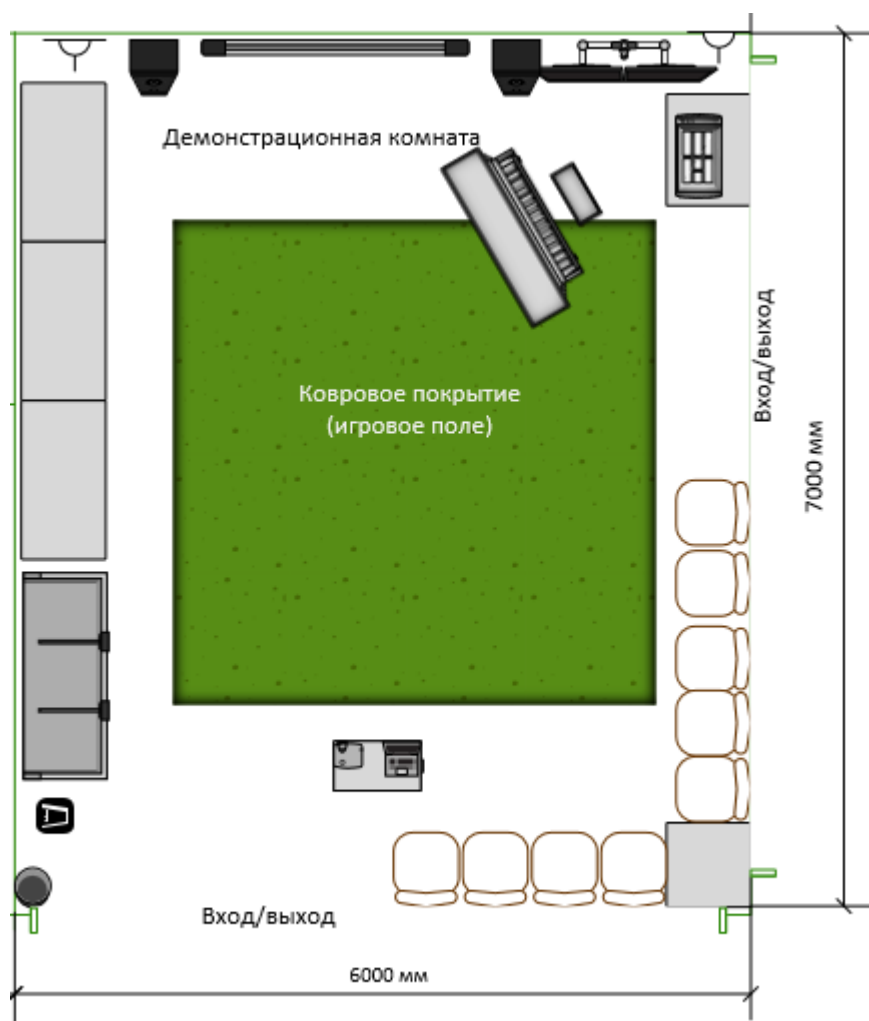 Демонстрационная комната
Вход/выход
Ковровое покрытие
(игровое поле)
7000 мм
Вход/выход
6000 мм